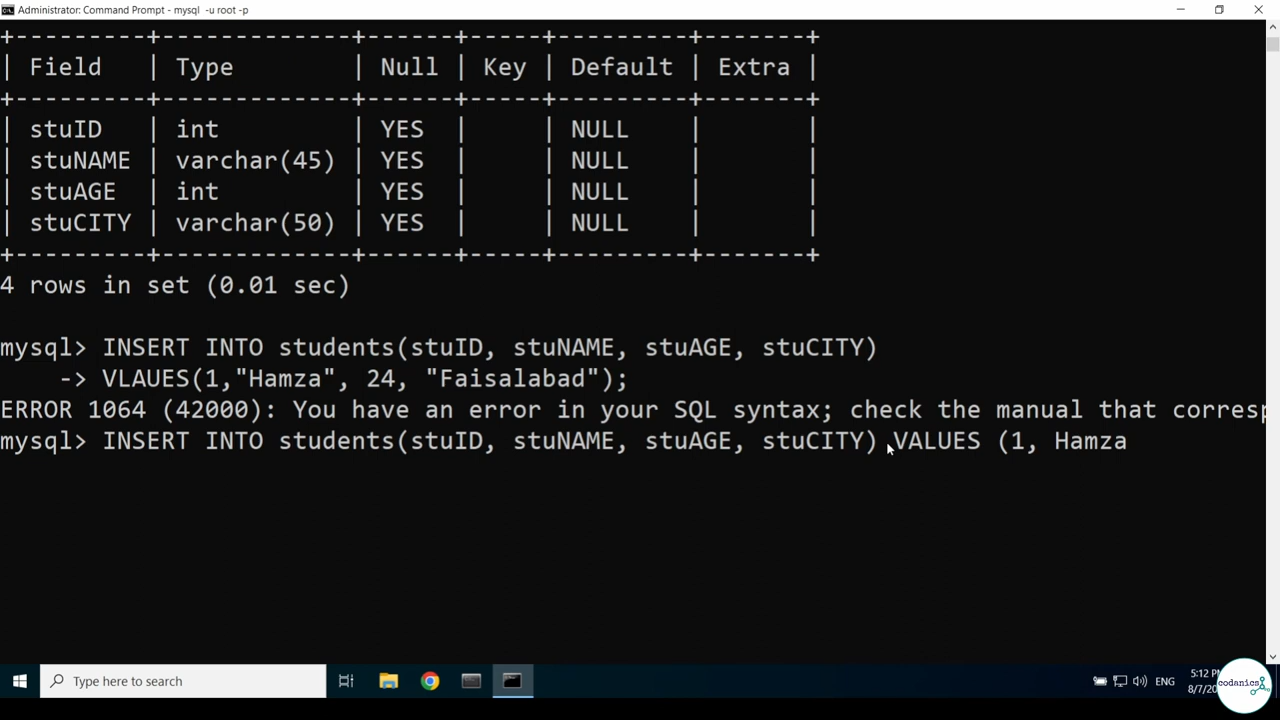 Administrator: Command Prompt - mysql -u root -p
+---------+-------------+------+-----+---------+-------+
| Field | Type | Null | Key | Default | Extra |
+---------+-------------+------+-----+---------+-------+
| stuID | int | YES | | NULL | |
| stuNAME | varchar(45) | YES | | NULL | |
| stuAGE | int | YES | | NULL | |
| stuCITY | varchar(50) | YES | | NULL | |
+---------+-------------+------+-----+---------+-------+
4 rows in set (0.01 sec)
mysql> INSERT INTO students(stuID, stuNAME, stuAGE, stuCITY)
-> VLAUES(1,"Hamza", 24, "Faisalabad");
ERROR 1064 (42000): You have an error in your SQL syntax; check the manual that corresp
mysql> INSERT INTO students(stuID, stuNAME, stuAGE, stuCITY) VALUES (1, Hamza
Type here to search
ENG
5:12 P
8/7/20
codanics